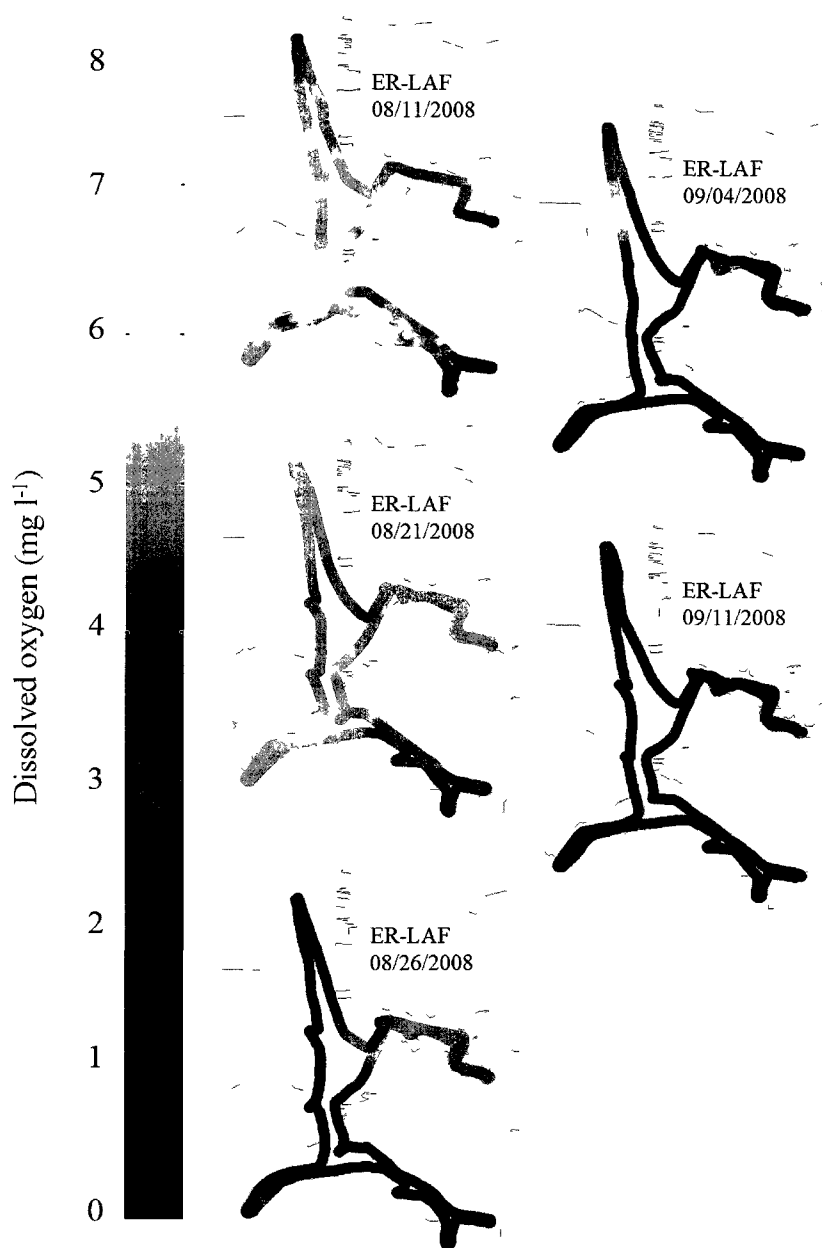 Dissolved oxygen (mg l-1)
8
7
6
5
4
3
2
1
0
ER-LAF
08/11/2008
ER-LAF
09/04/2008
ER-LAF
08/21/2008
ER-LAF
09/11/2008
ER-LAF
08/26/2008